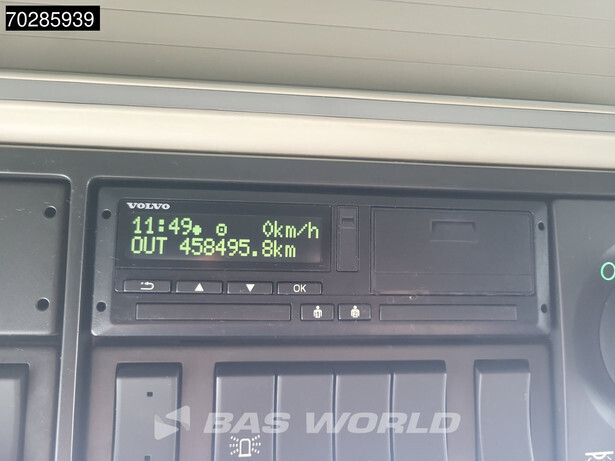 70285939
VOLVO
11:49 0km/h
OUT 458495.8km
OK
BAS WORLD